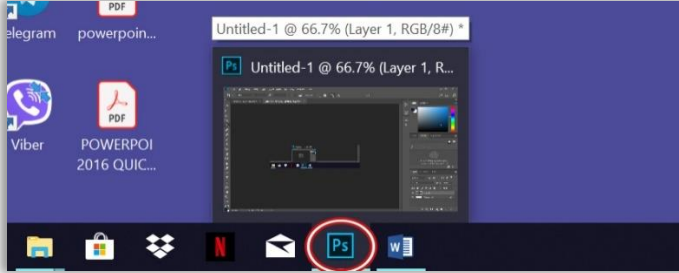 PDF
elegram
powerpoin...
Untitled-1 @ 66.7% (Layer 1, RGB/8#) *
Ps Untitled-1 @ 66.7% (Layer 1, R...
PDF
Viber
POWERPOI
2016 QUIC...
N
Ps
W